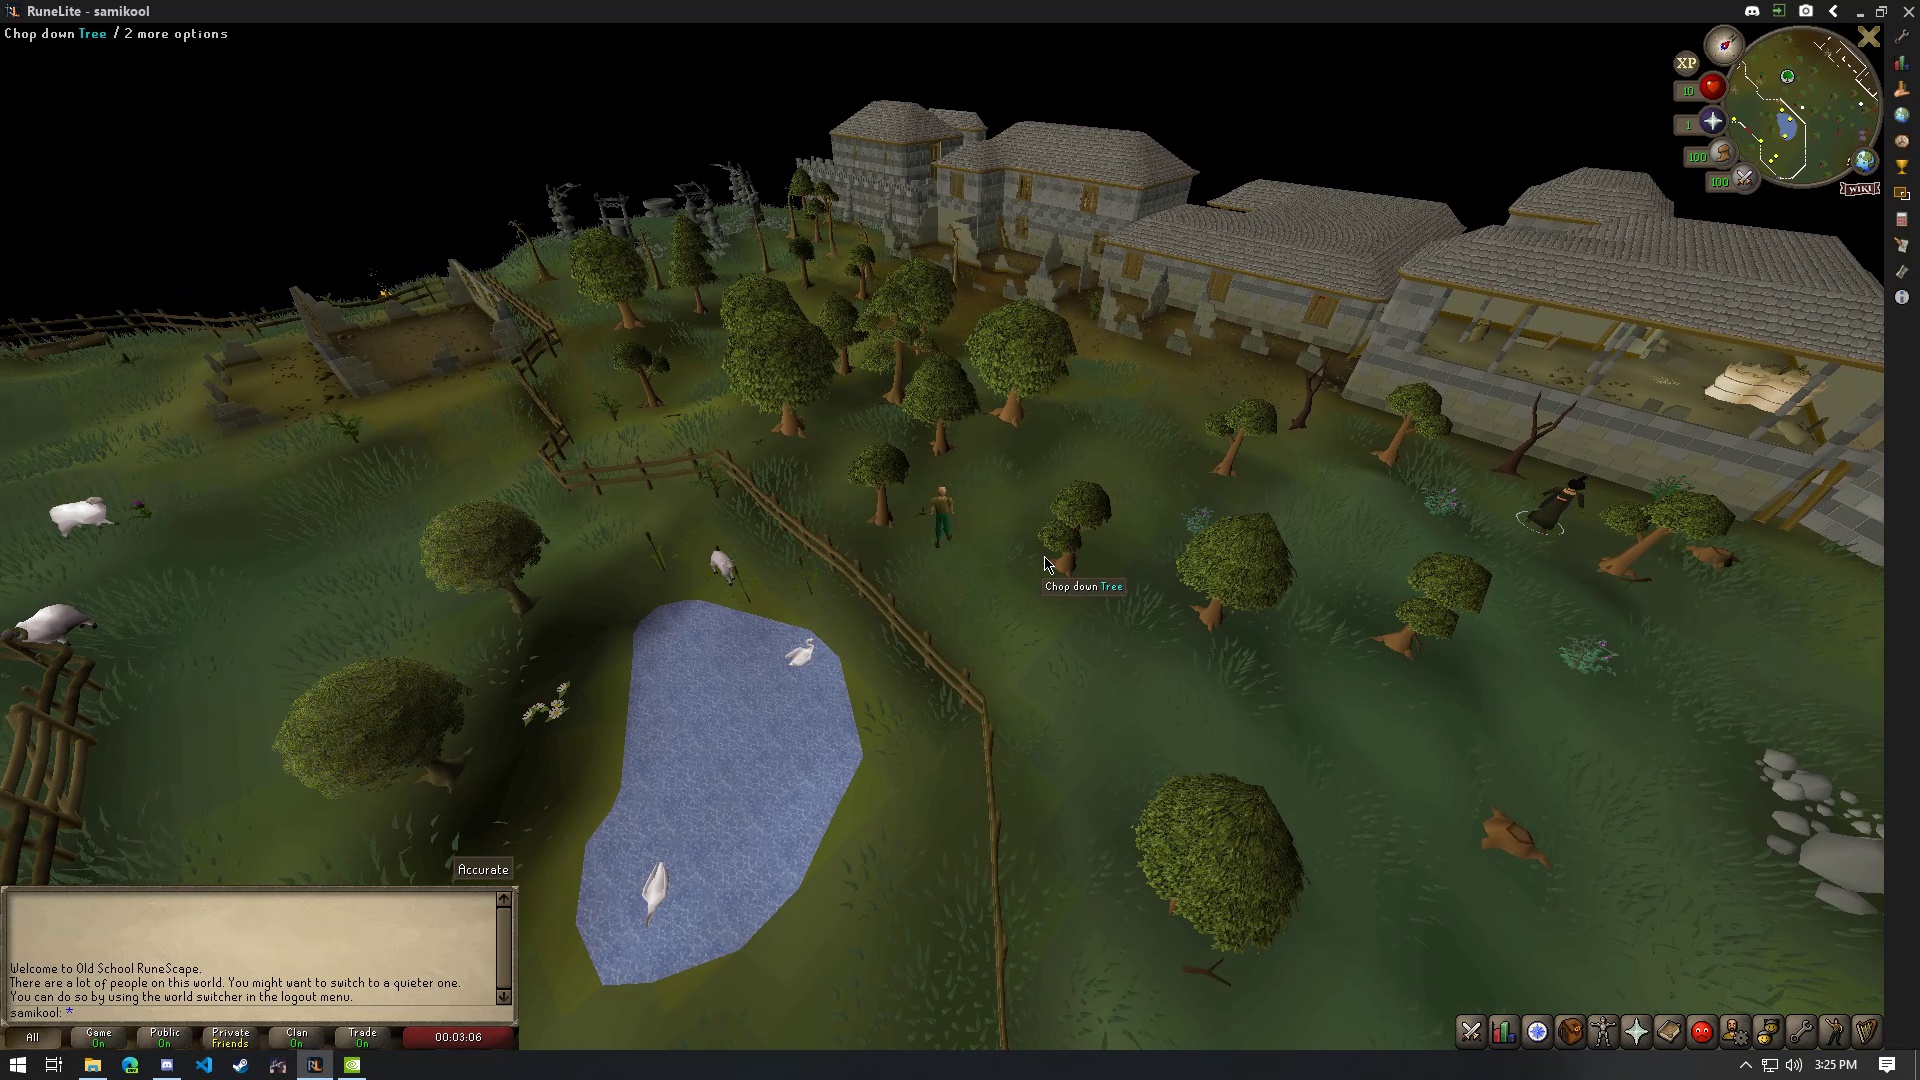 RuneLite - samikool
Chop down Tree / 2 more options
XP
10
1
100
100
WIKI
Chop down Tree
Accurate
Welcome to Old School RuneScape.
There are a lot of people on this world. You might want to switch to a quieter one.
You can do so by using the world switcher in the logout menu.
samikool: *
All
Game
On
Public
On
Private
Friends
Clan
On
Trade
On
00:03:06
3:25 PM